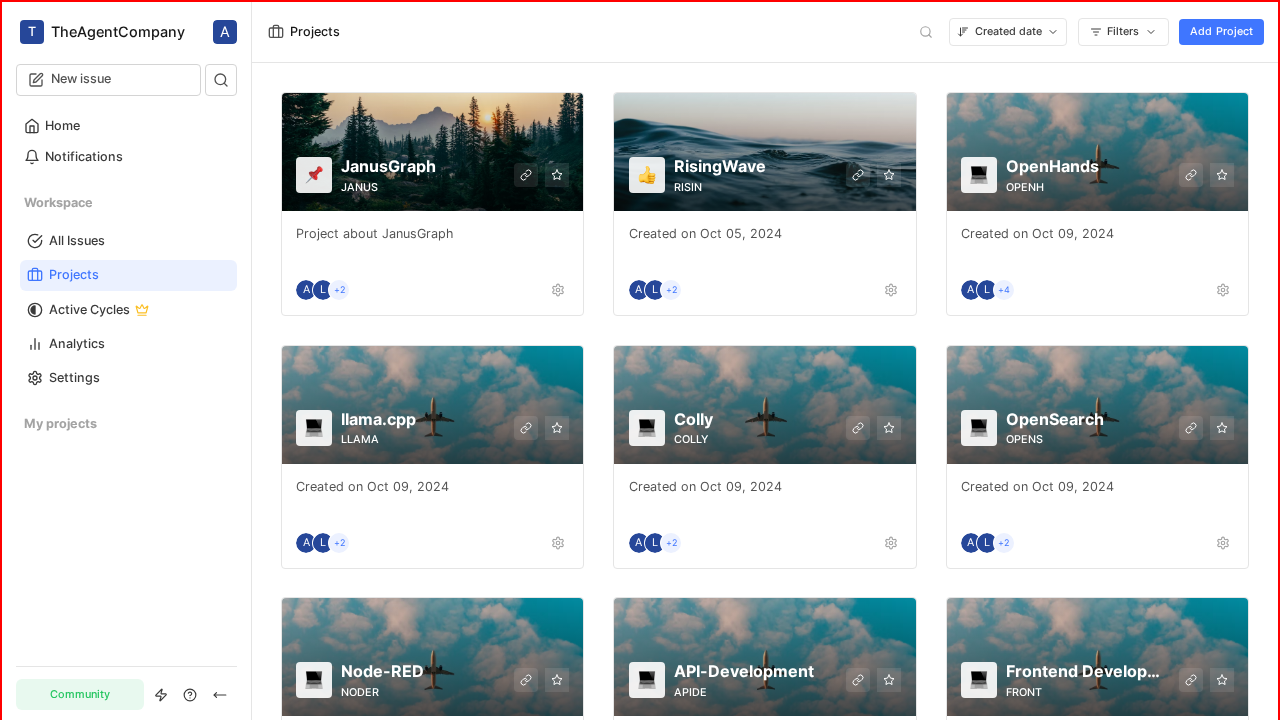 T TheAgentCompany A
New issue
Home
Notifications
Workspace
All Issues
Projects
Active Cycles
Analytics
Settings
My projects
Community
Projects
Created date
Filters
Add Project
JanusGraph
JANUS
Project about JanusGraph
A L +2
RisingWave
RISIN
Created on Oct 05, 2024
A L +2
OpenHands
OPENH
Created on Oct 09, 2024
A L +4
llama.cpp
LLAMA
Created on Oct 09, 2024
A L +2
Colly
COLLY
Created on Oct 09, 2024
A L +2
OpenSearch
OPENS
Created on Oct 09, 2024
A L +2
Node-RED
NODER
API-Development
APIDE
Frontend Develop...
FRONT